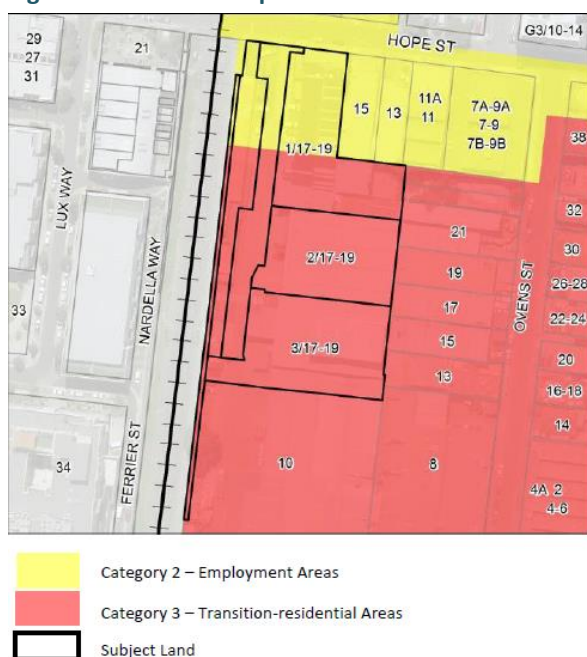 HOPE ST
G3/10-14
29
27
31
21
15
13
11A
11
7A-9A
7-9
7B-9B
38
1/17-19
LUX WAY
NARDELLA WAY
32
21
2/17-19
30
19
OVENS ST
26-28
33
17
22-24
3/17-19
15
20
13
16-18
14
FERRIER ST
34
10
8
4A 2
4-6
Category 2 – Employment Areas
Category 3 – Transition-residential Areas
Subject Land